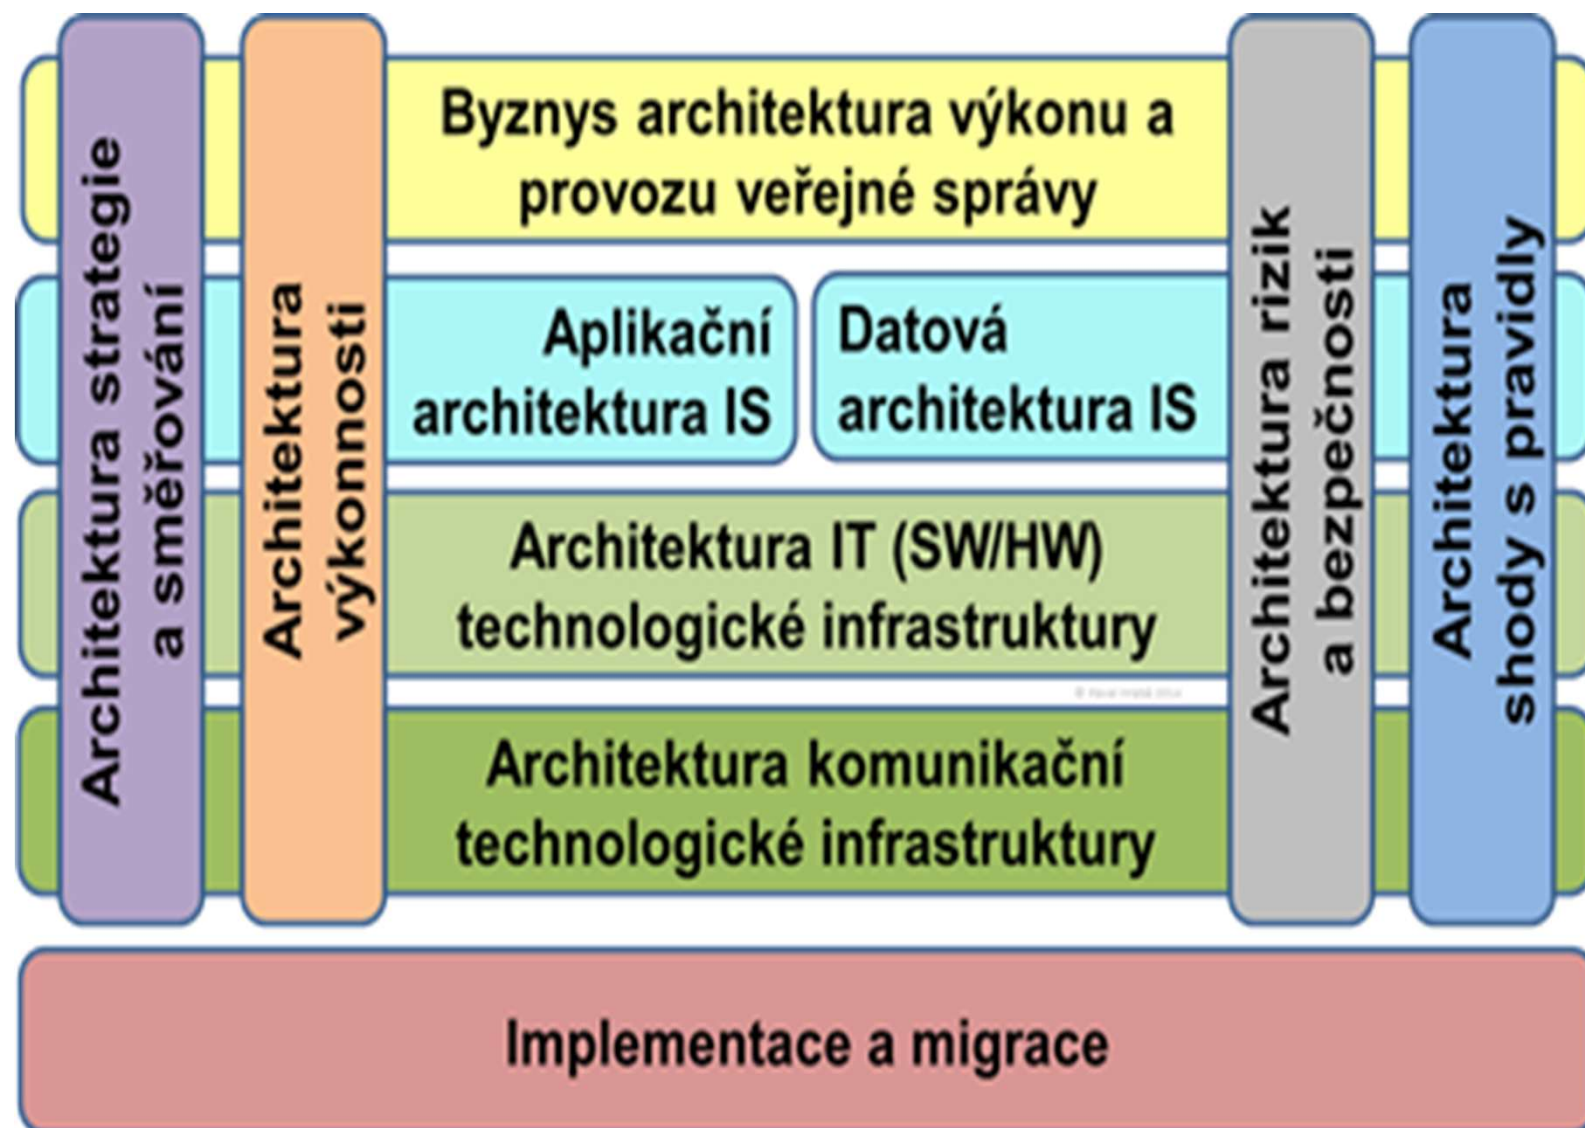 Architektura strategie
a směřování
Architektura
výkonnosti
Byznys architektura výkonu a
provozu veřejné správy
Aplikační
architektura IS
Datová
architektura IS
Architektura IT (SW/HW)
technologické infrastruktury
Architektura komunikační
technologické infrastruktury
Architektura rizik
a bezpečnosti
Architektura
shody s pravidly
Implementace a migrace